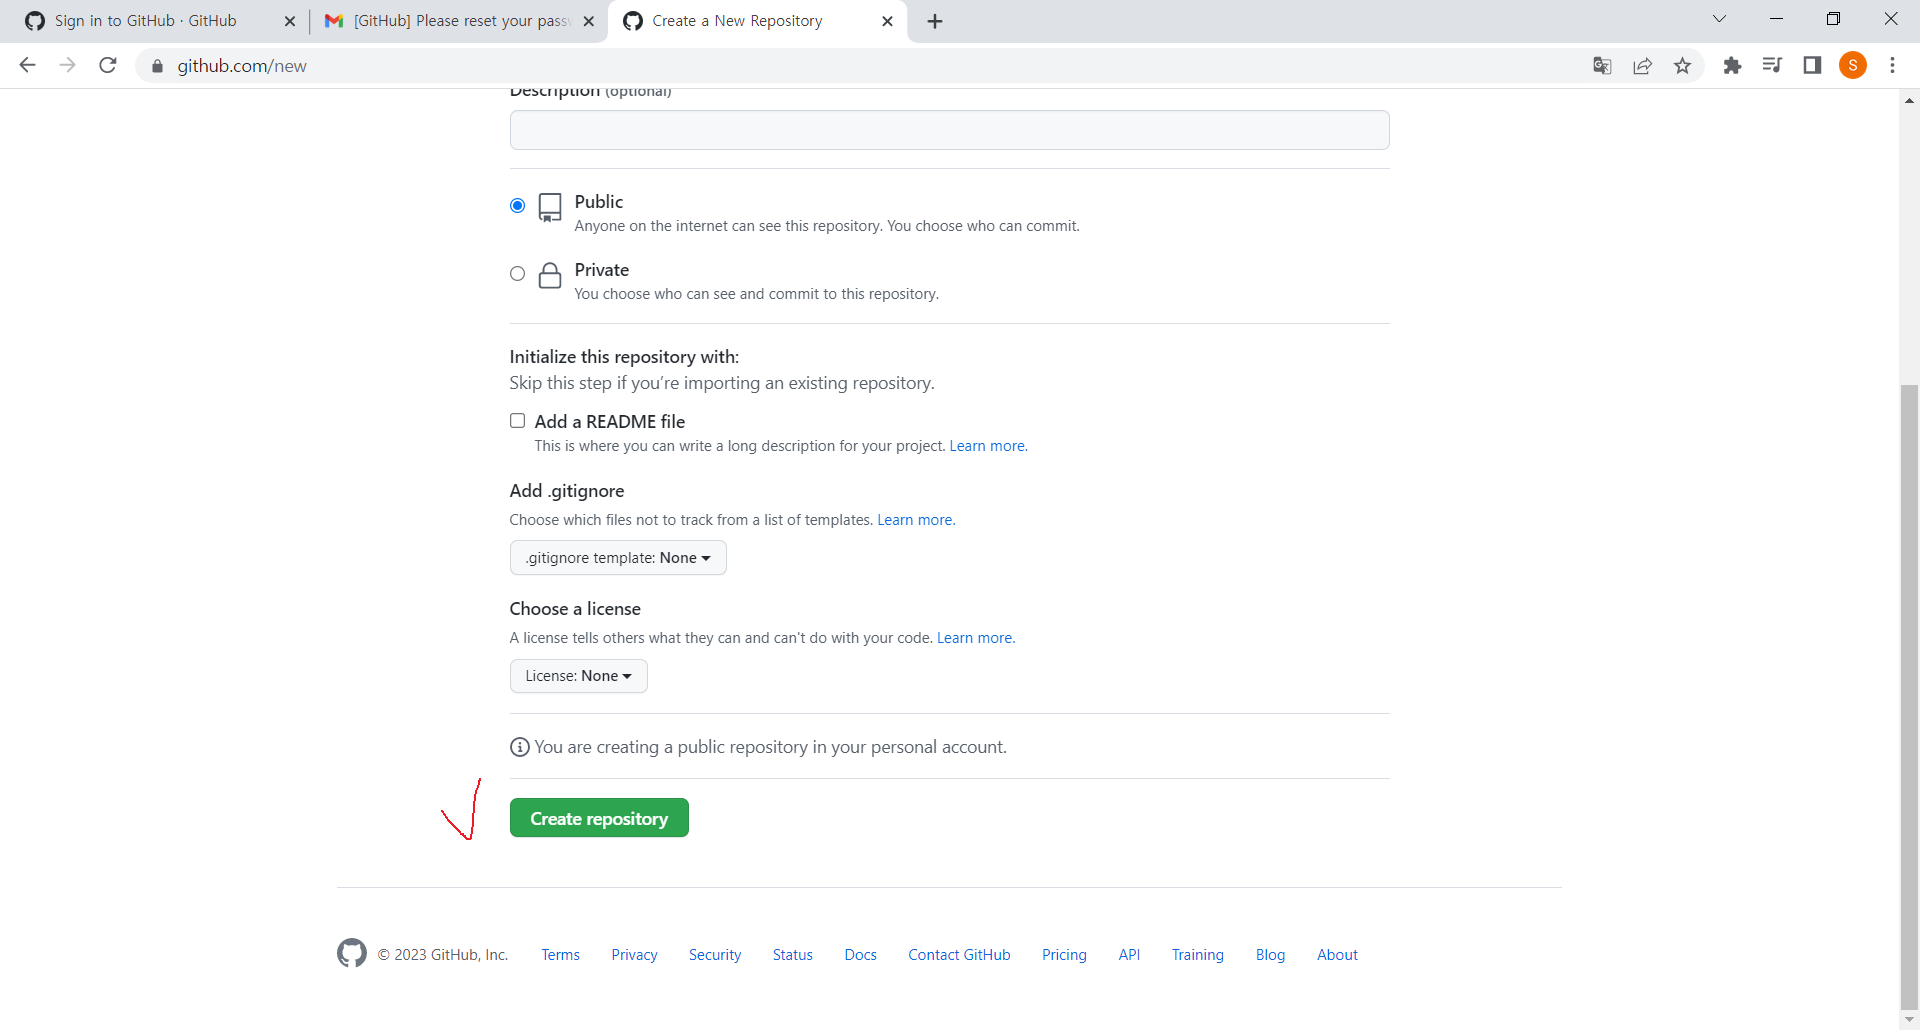 Sign in to GitHub · GitHub
[GitHub] Please reset your pass
Create a New Repository
github.com/new
S
Description (optional)
Public
Anyone on the internet can see this repository. You choose who can commit.
Private
You choose who can see and commit to this repository.
Initialize this repository with:
Skip this step if you’re importing an existing repository.
Add a README file
This is where you can write a long description for your project. Learn more.
Add .gitignore
Choose which files not to track from a list of templates. Learn more.
.gitignore template: None
Choose a license
A license tells others what they can and can't do with your code. Learn more.
License: None
You are creating a public repository in your personal account.
Create repository
© 2023 GitHub, Inc. Terms Privacy Security Status Docs Contact GitHub Pricing API Training Blog About